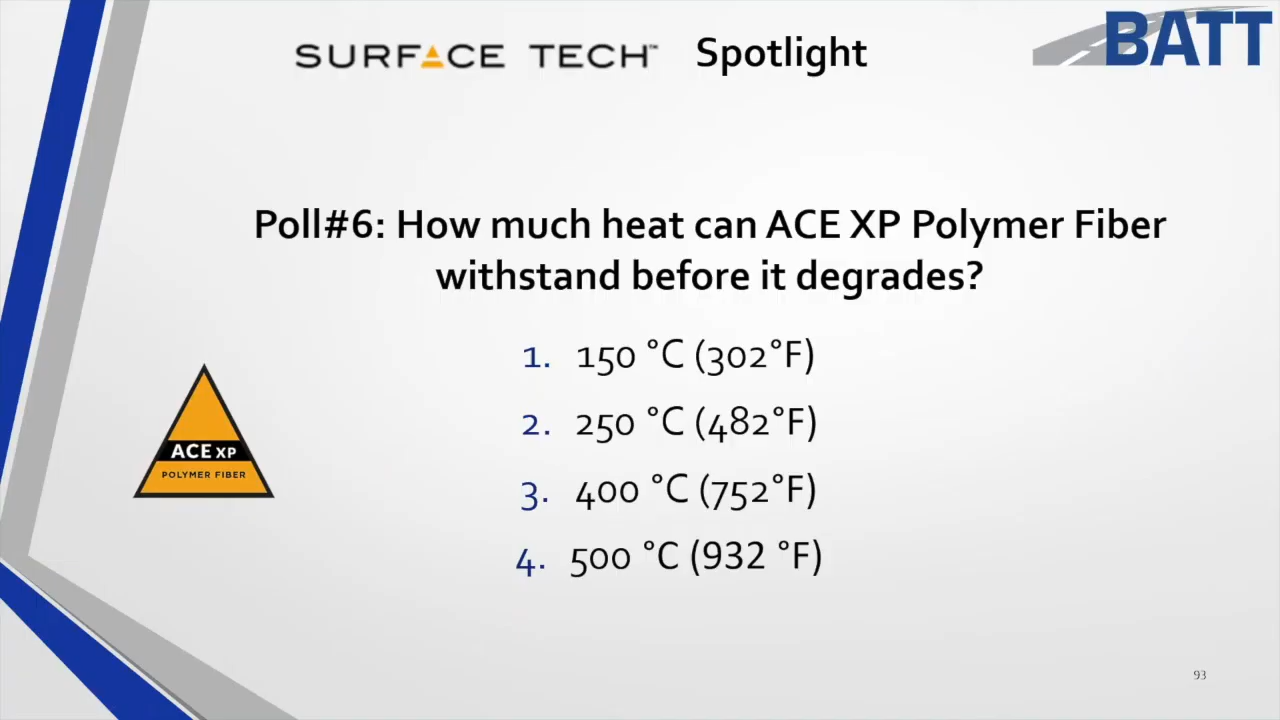 SURFACE TECH™ Spotlight
BATT
Poll#6: How much heat can ACE XP Polymer Fiber
withstand before it degrades?
1. 150 °C (302°F)
2. 250 °C (482°F)
3. 400 °C (752°F)
4. 500 °C (932 °F)
ACE XP
POLYMER FIBER
93